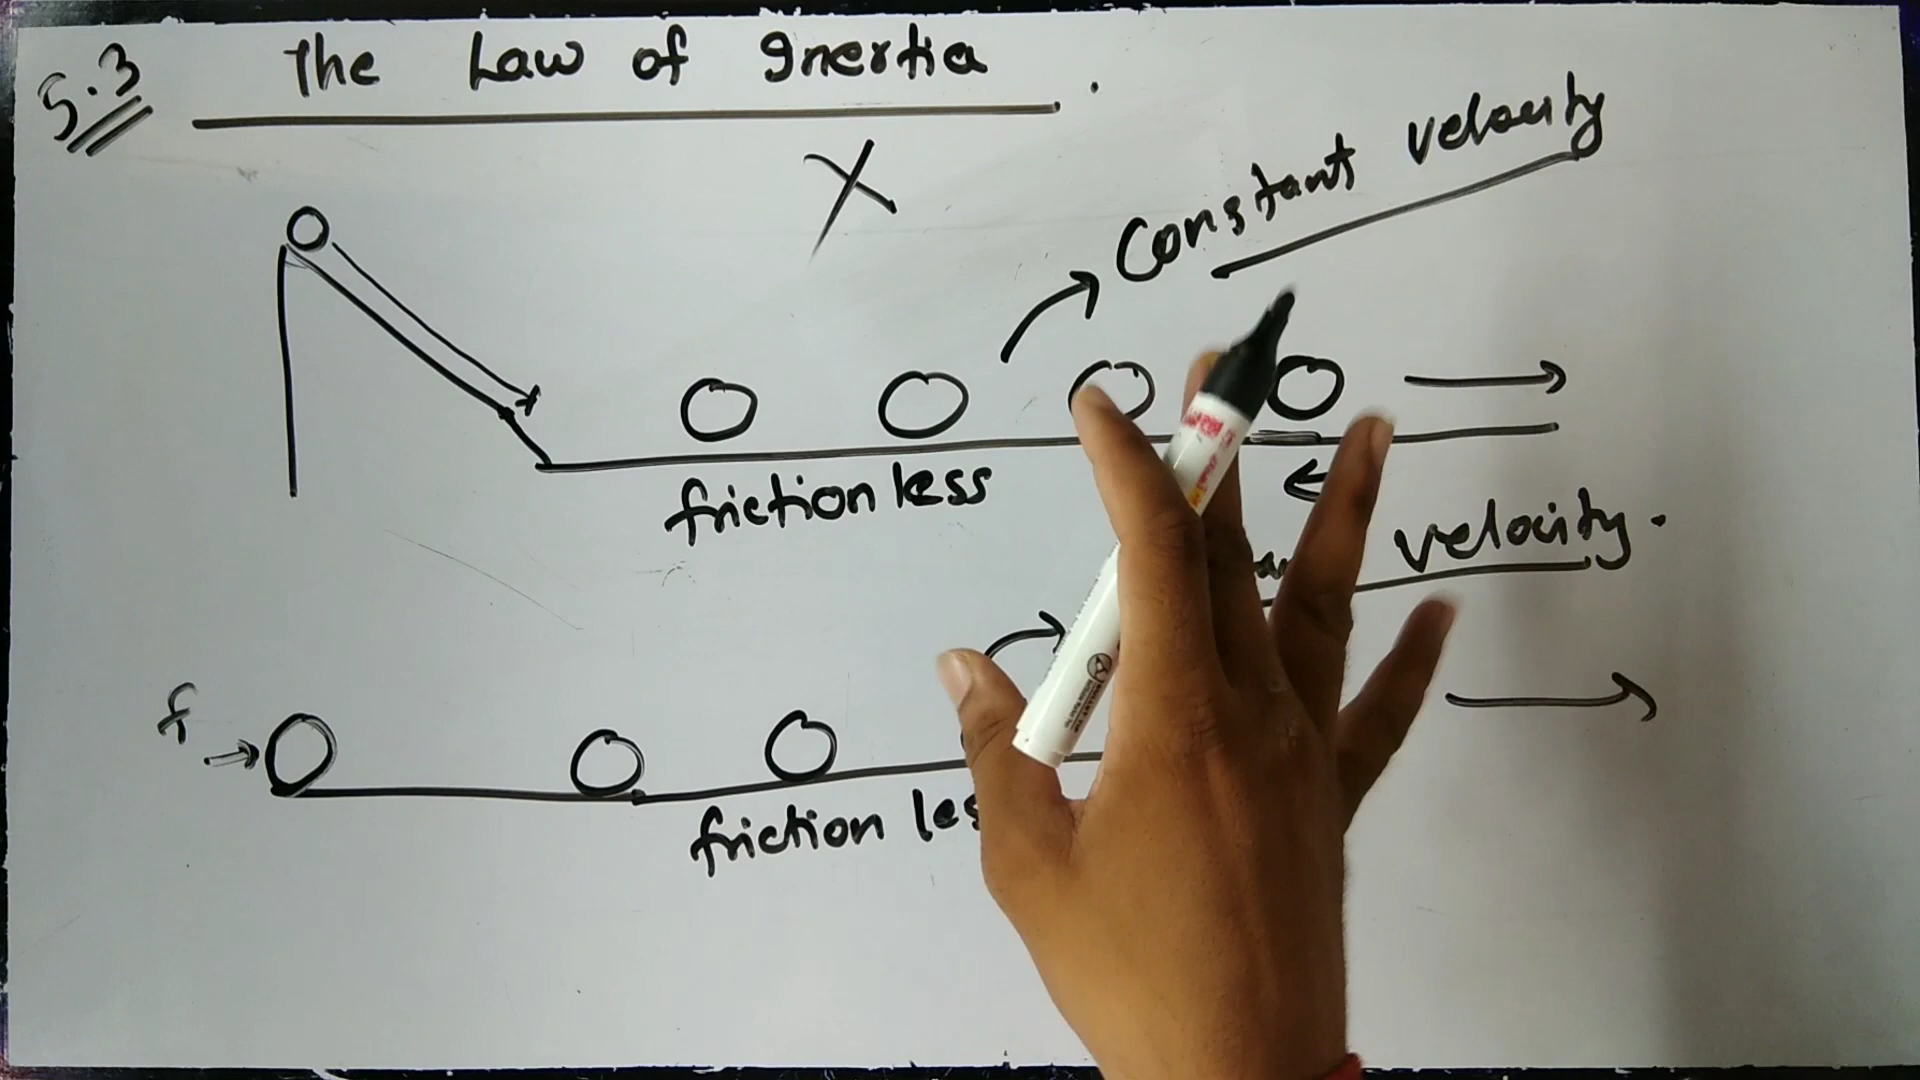 5.3 The Law of Inertia.
X
Constant velocity
frictionless
velocity.
f
friction les